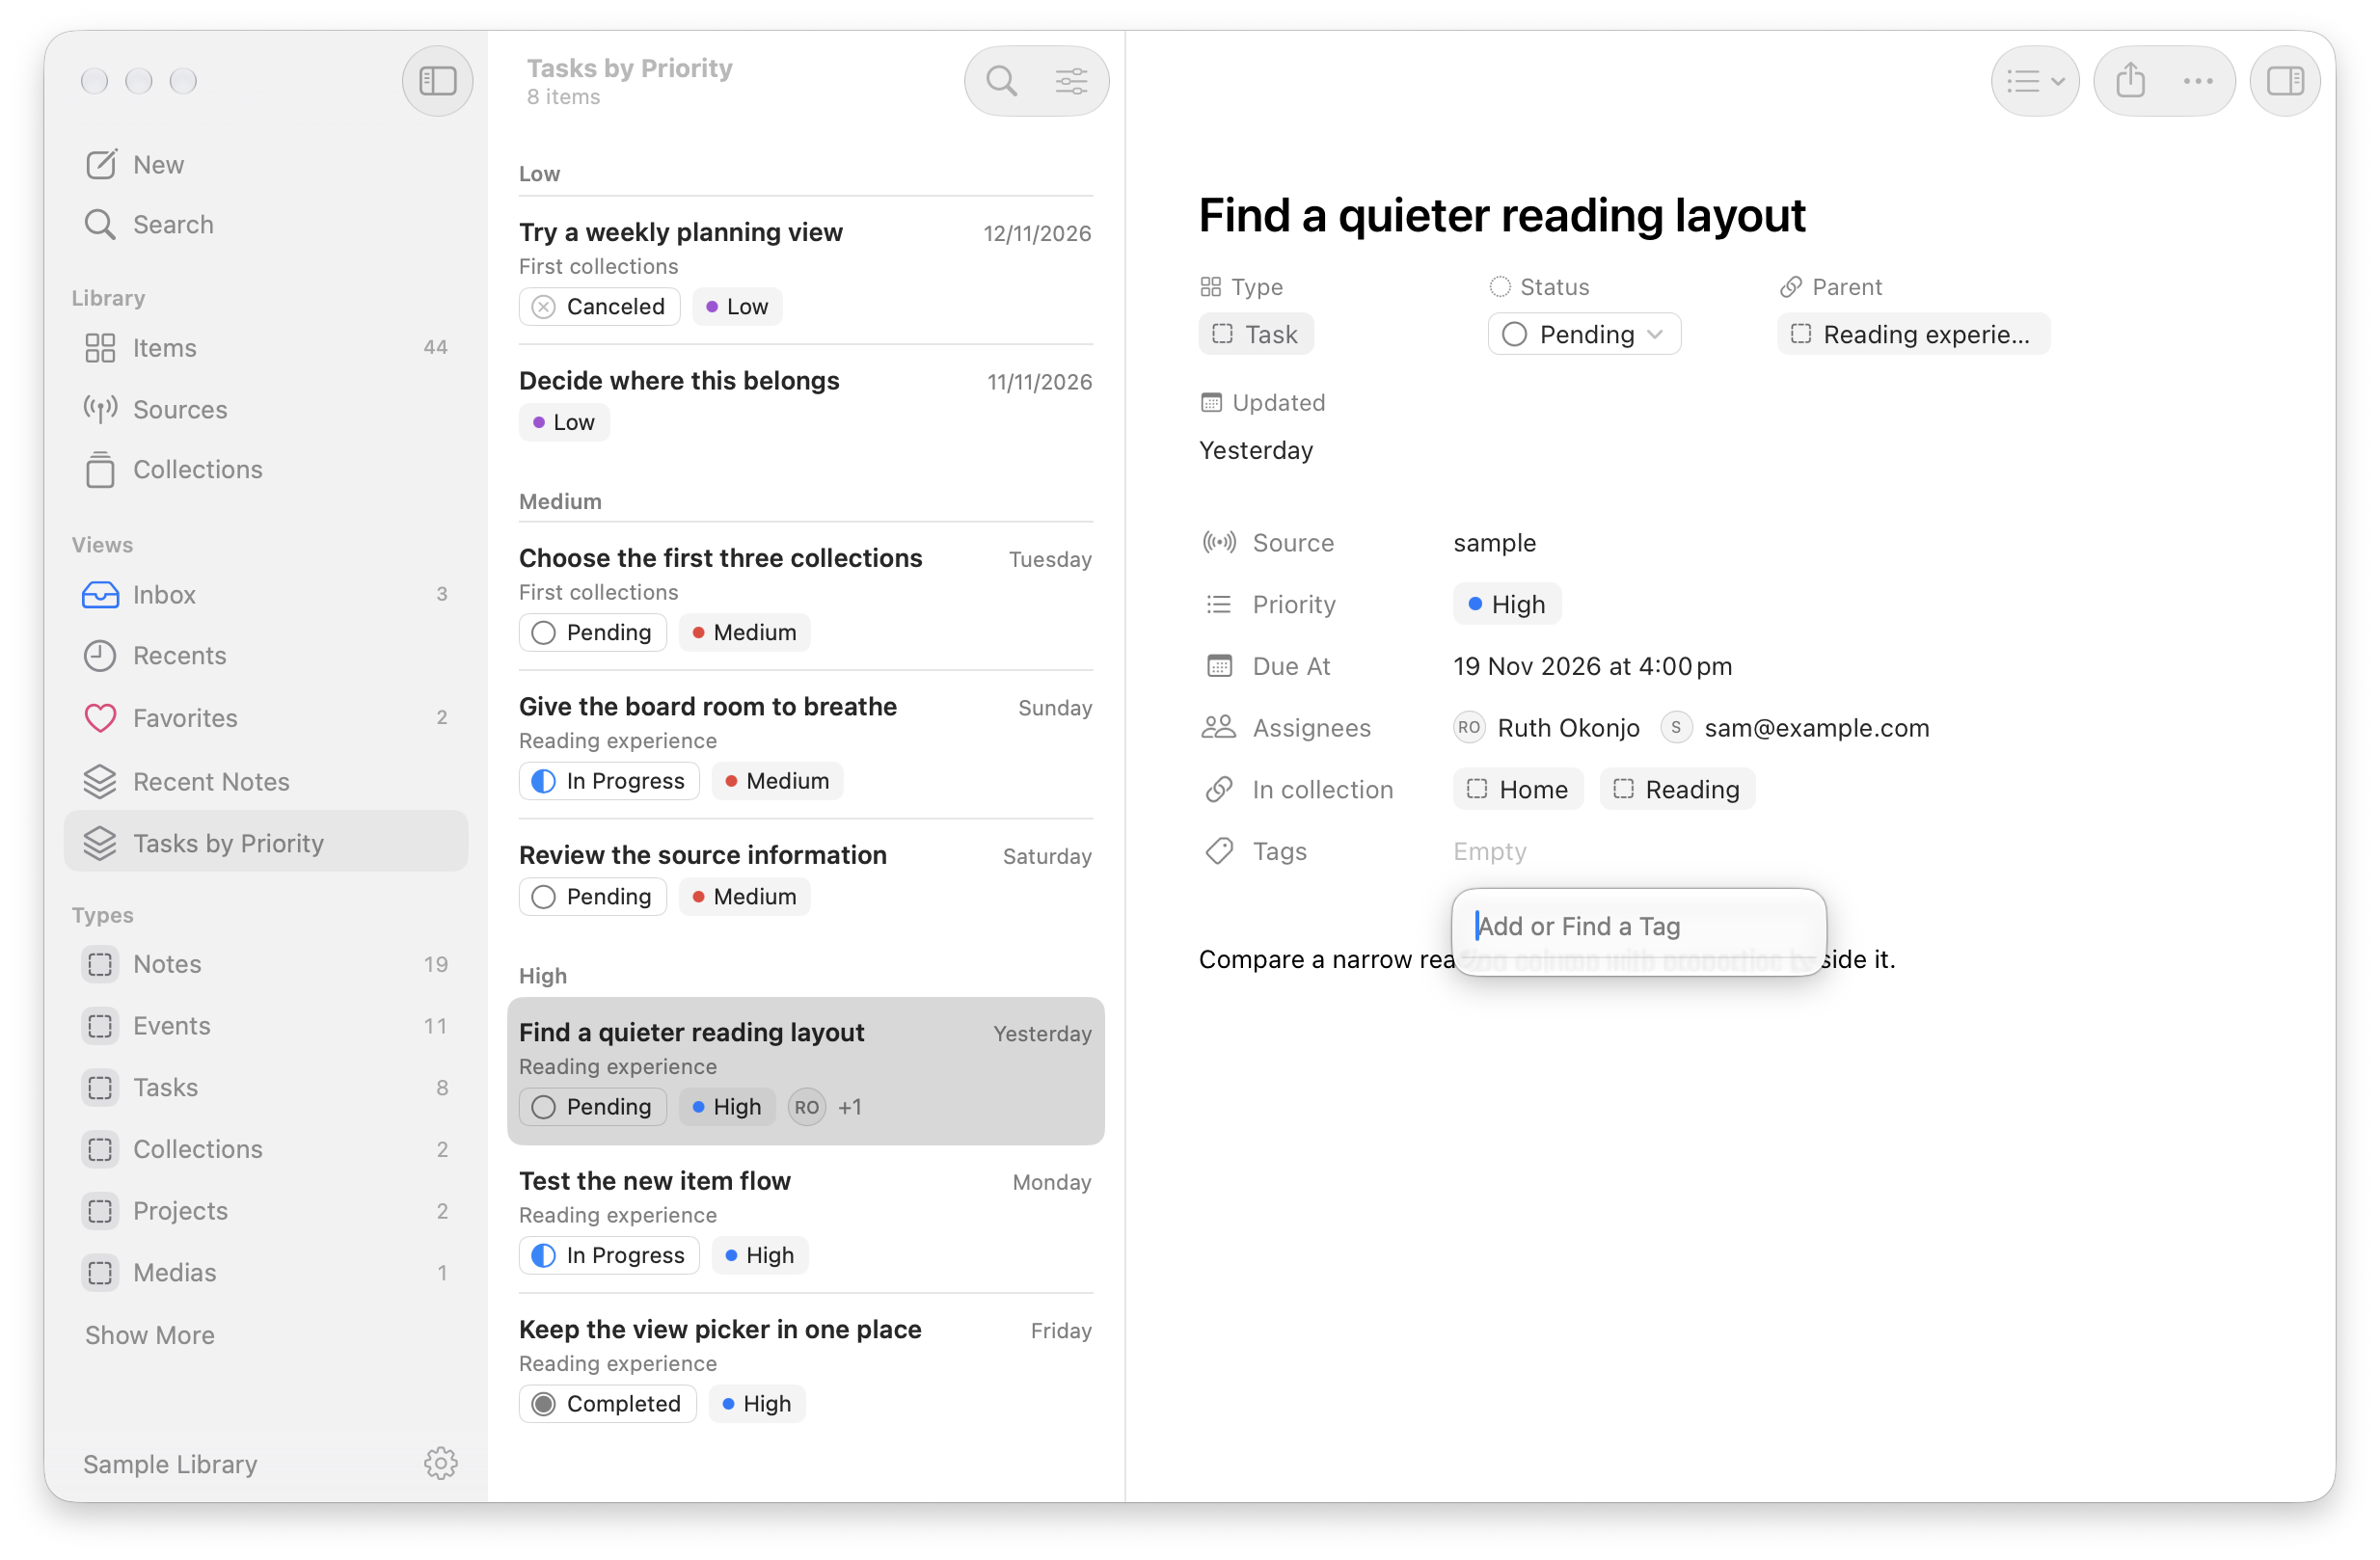 New
Search
Library
Items 44
Sources
Collections
Views
Inbox 3
Recents
Favorites 2
Recent Notes
Tasks by Priority
Types
Notes 19
Events 11
Tasks 8
Collections 2
Projects 2
Medias 1
Show More
Sample Library
Tasks by Priority
8 items
Low
Try a weekly planning view 12/11/2026
First collections
Canceled Low
Decide where this belongs 11/11/2026
Low
Medium
Choose the first three collections Tuesday
First collections
Pending Medium
Give the board room to breathe Sunday
Reading experience
In Progress Medium
Review the source information Saturday
Pending Medium
High
Find a quieter reading layout Yesterday
Reading experience
Pending High RO +1
Test the new item flow Monday
Reading experience
In Progress High
Keep the view picker in one place Friday
Reading experience
Completed High
Find a quieter reading layout
Type Status Parent
Task Pending Reading experie...
Updated
Yesterday
Source sample
Priority High
Due At 19 Nov 2026 at 4:00 pm
Assignees RO Ruth Okonjo S sam@example.com
In collection Home Reading
Tags Empty
Add or Find a Tag
Compare a narrow side it.